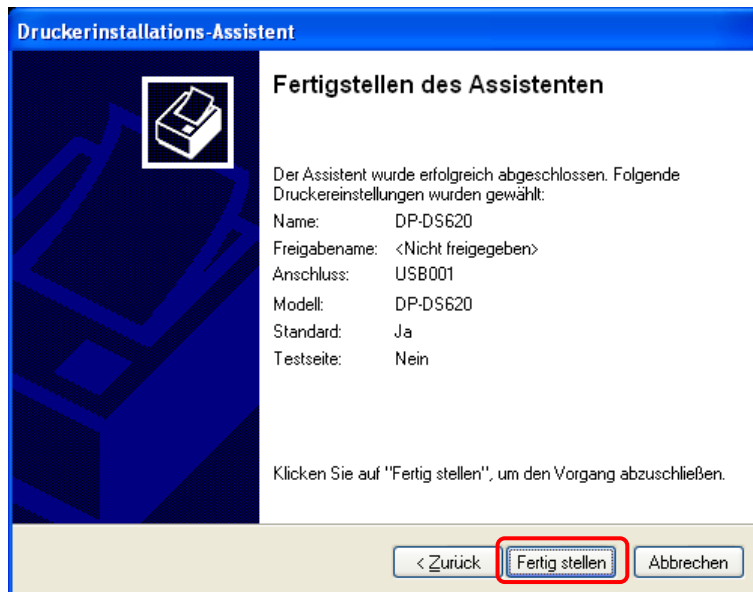 Druckerinstallations-Assistent
Fertigstellen des Assistenten
Der Assistent wurde erfolgreich abgeschlossen. Folgende
Druckereinstellungen wurden gewählt:
Name: DP-DS620
Freigabename: <Nicht freigegeben>
Anschluss: USB001
Modell: DP-DS620
Standard: Ja
Testseite: Nein
Klicken Sie auf "Fertig stellen", um den Vorgang abzuschließen.
< Zurück Fertig stellen Abbrechen